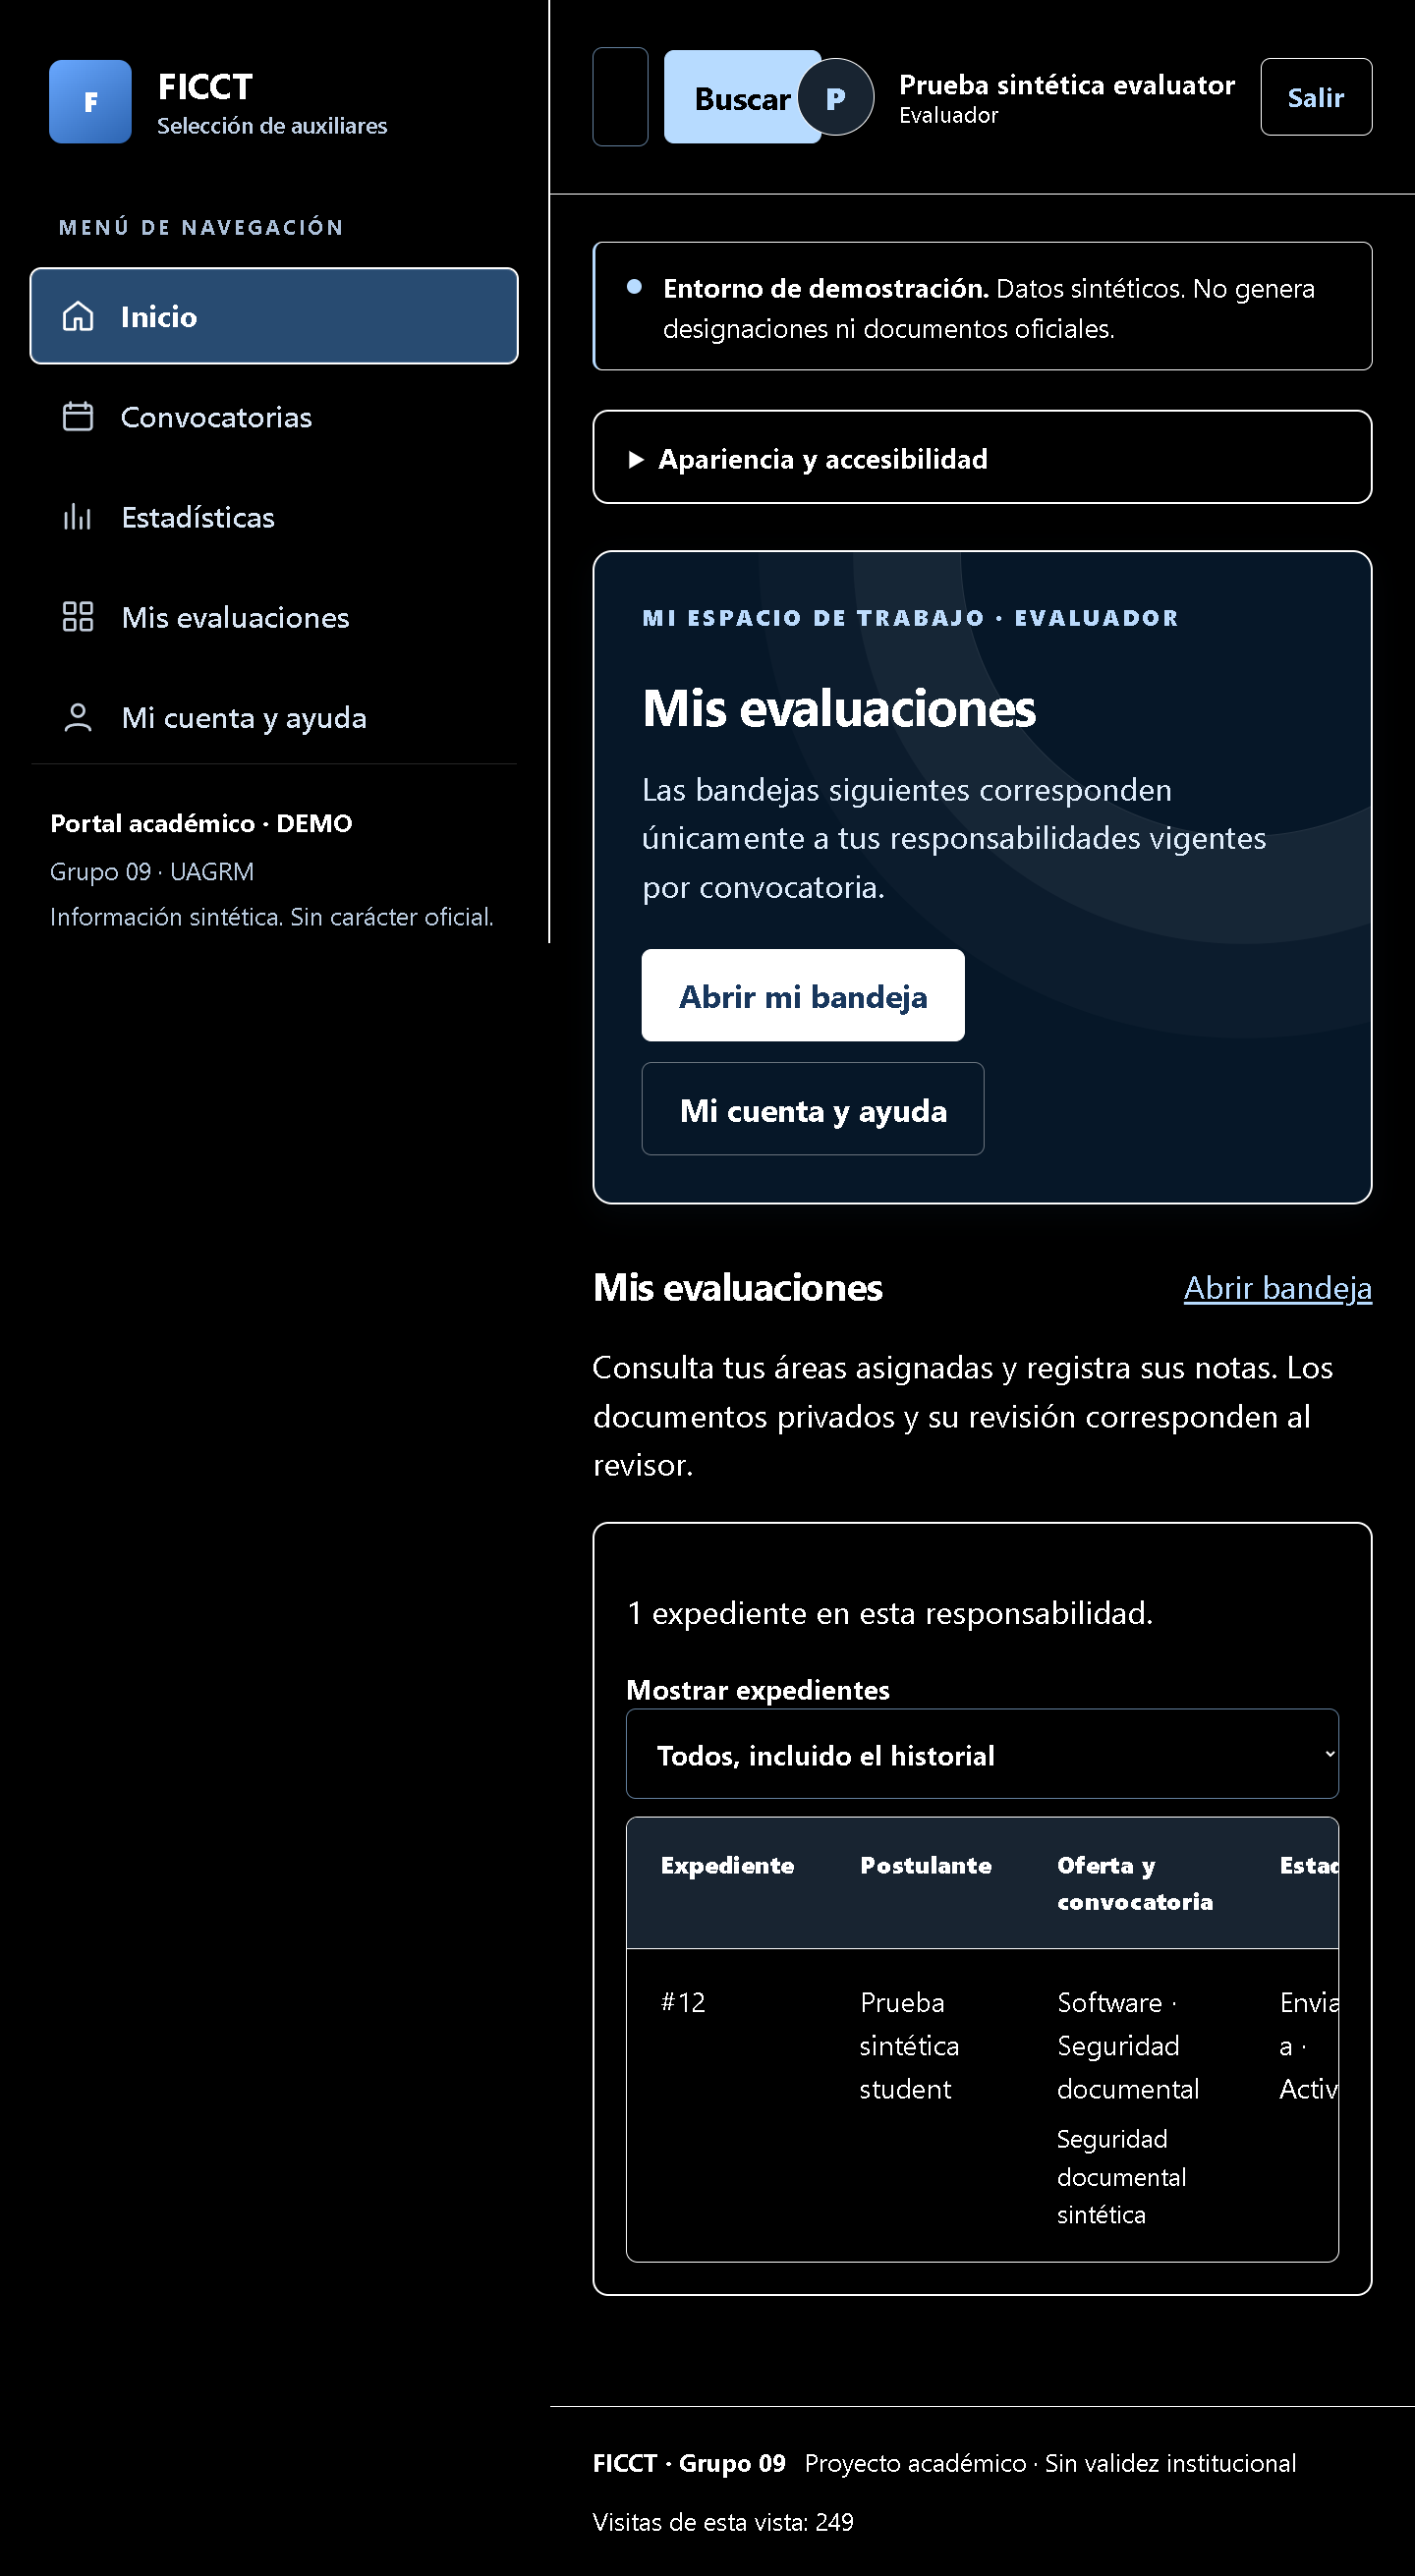 F
FICCT
Selección de auxiliares
MENÚ DE NAVEGACIÓN
Inicio
Convocatorias
Estadísticas
Mis evaluaciones
Mi cuenta y ayuda
Portal académico · DEMO
Grupo 09 · UAGRM
Información sintética. Sin carácter oficial.
Buscar
P
Prueba sintética evaluator
Evaluador
Salir
Entorno de demostración. Datos sintéticos. No genera
designaciones ni documentos oficiales.
Apariencia y accesibilidad
MI ESPACIO DE TRABAJO · EVALUADOR
Mis evaluaciones
Las bandejas siguientes corresponden
únicamente a tus responsabilidades vigentes
por convocatoria.
Abrir mi bandeja
Mi cuenta y ayuda
Mis evaluaciones
Abrir bandeja
Consulta tus áreas asignadas y registra sus notas. Los
documentos privados y su revisión corresponden al
revisor.
1 expediente en esta responsabilidad.
Mostrar expedientes
Todos, incluido el historial
Expediente
Postulante
Oferta y
convocatoria
#12
Prueba
sintética
student
Software ·
Seguridad
documental
Seguridad
documental
sintética
a ·
FICCT · Grupo 09 Proyecto académico · Sin validez institucional
Visitas de esta vista: 249